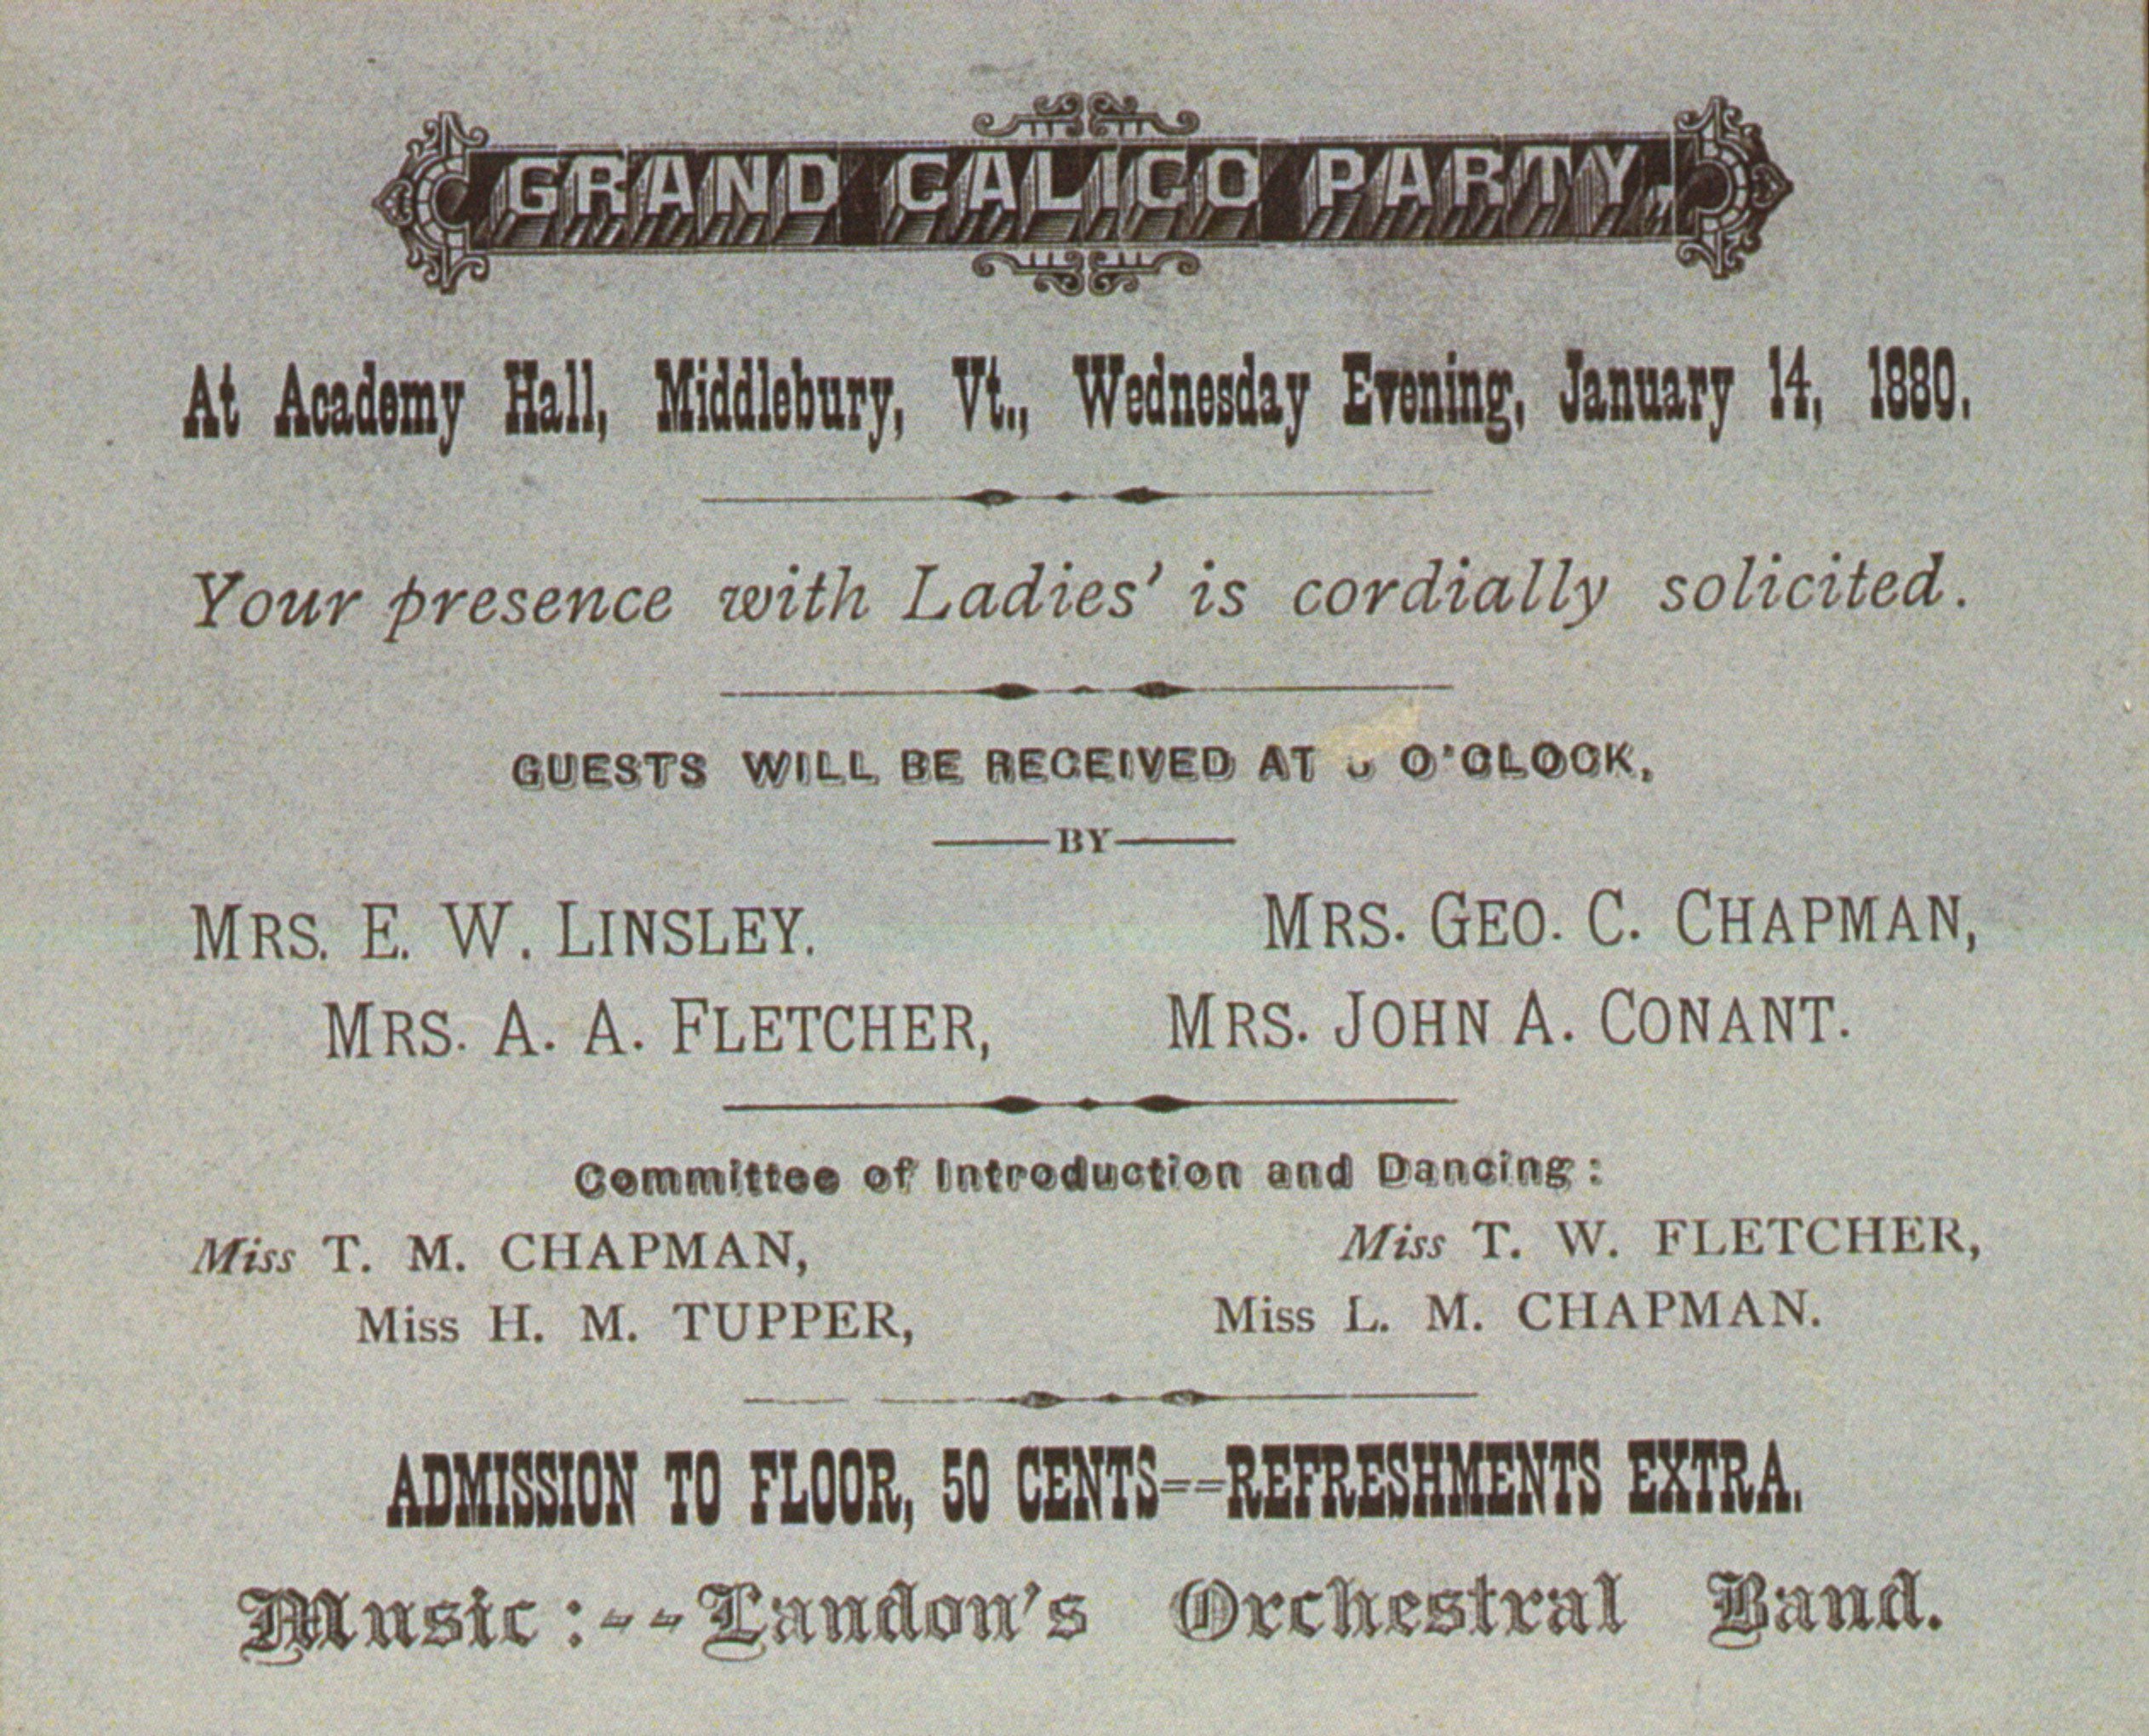 GRAND CALICO PARTY,
At Academy Hall, Middlebury, Vt., Wednesday Evening, January 14, 1880.
Your presence with Ladies' is cordially solicited.
GUESTS WILL BE RECEIVED AT O'CLOCK,
BY
MRS. E. W. LINSLEY. MRS. GEO. C. CHAPMAN,
MRS. A. A. FLETCHER, MRS. JOHN A. CONANT.
Committee of Introduction and Dancing:
Miss T. M. CHAPMAN, Miss T. W. FLETCHER,
Miss H. M. TUPPER, Miss L. M. CHAPMAN.
ADMISSION TO FLOOR, 50 CENTS--REFRESHMENTS EXTRA.
Music:--Landon's Orchestral Band.